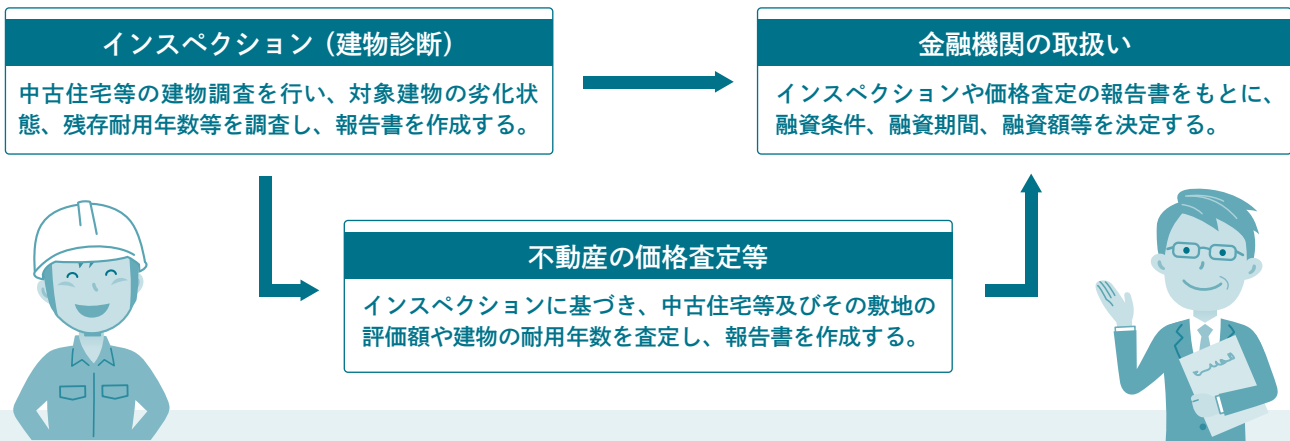 インスペクション（建物診断）
中古住宅等の建物調査を行い、対象建物の劣化状
態、残存耐用年数等を調査し、報告書を作成する。
金融機関の取扱い
インスペクションや価格査定の報告書をもとに、
融資条件、融資期間、融資額等を決定する。
不動産の価格査定等
インスペクションに基づき、中古住宅等及びその敷地の
評価額や建物の耐用年数を査定し、報告書を作成する。